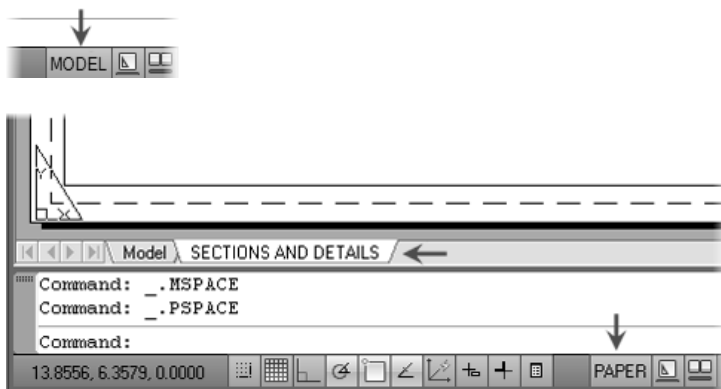 MODEL
Y
X
Model SECTIONS AND DETAILS
Command: _.MSPACE
Command: _.PSPACE
Command:
13.8556, 6.3579, 0.0000 PAPER